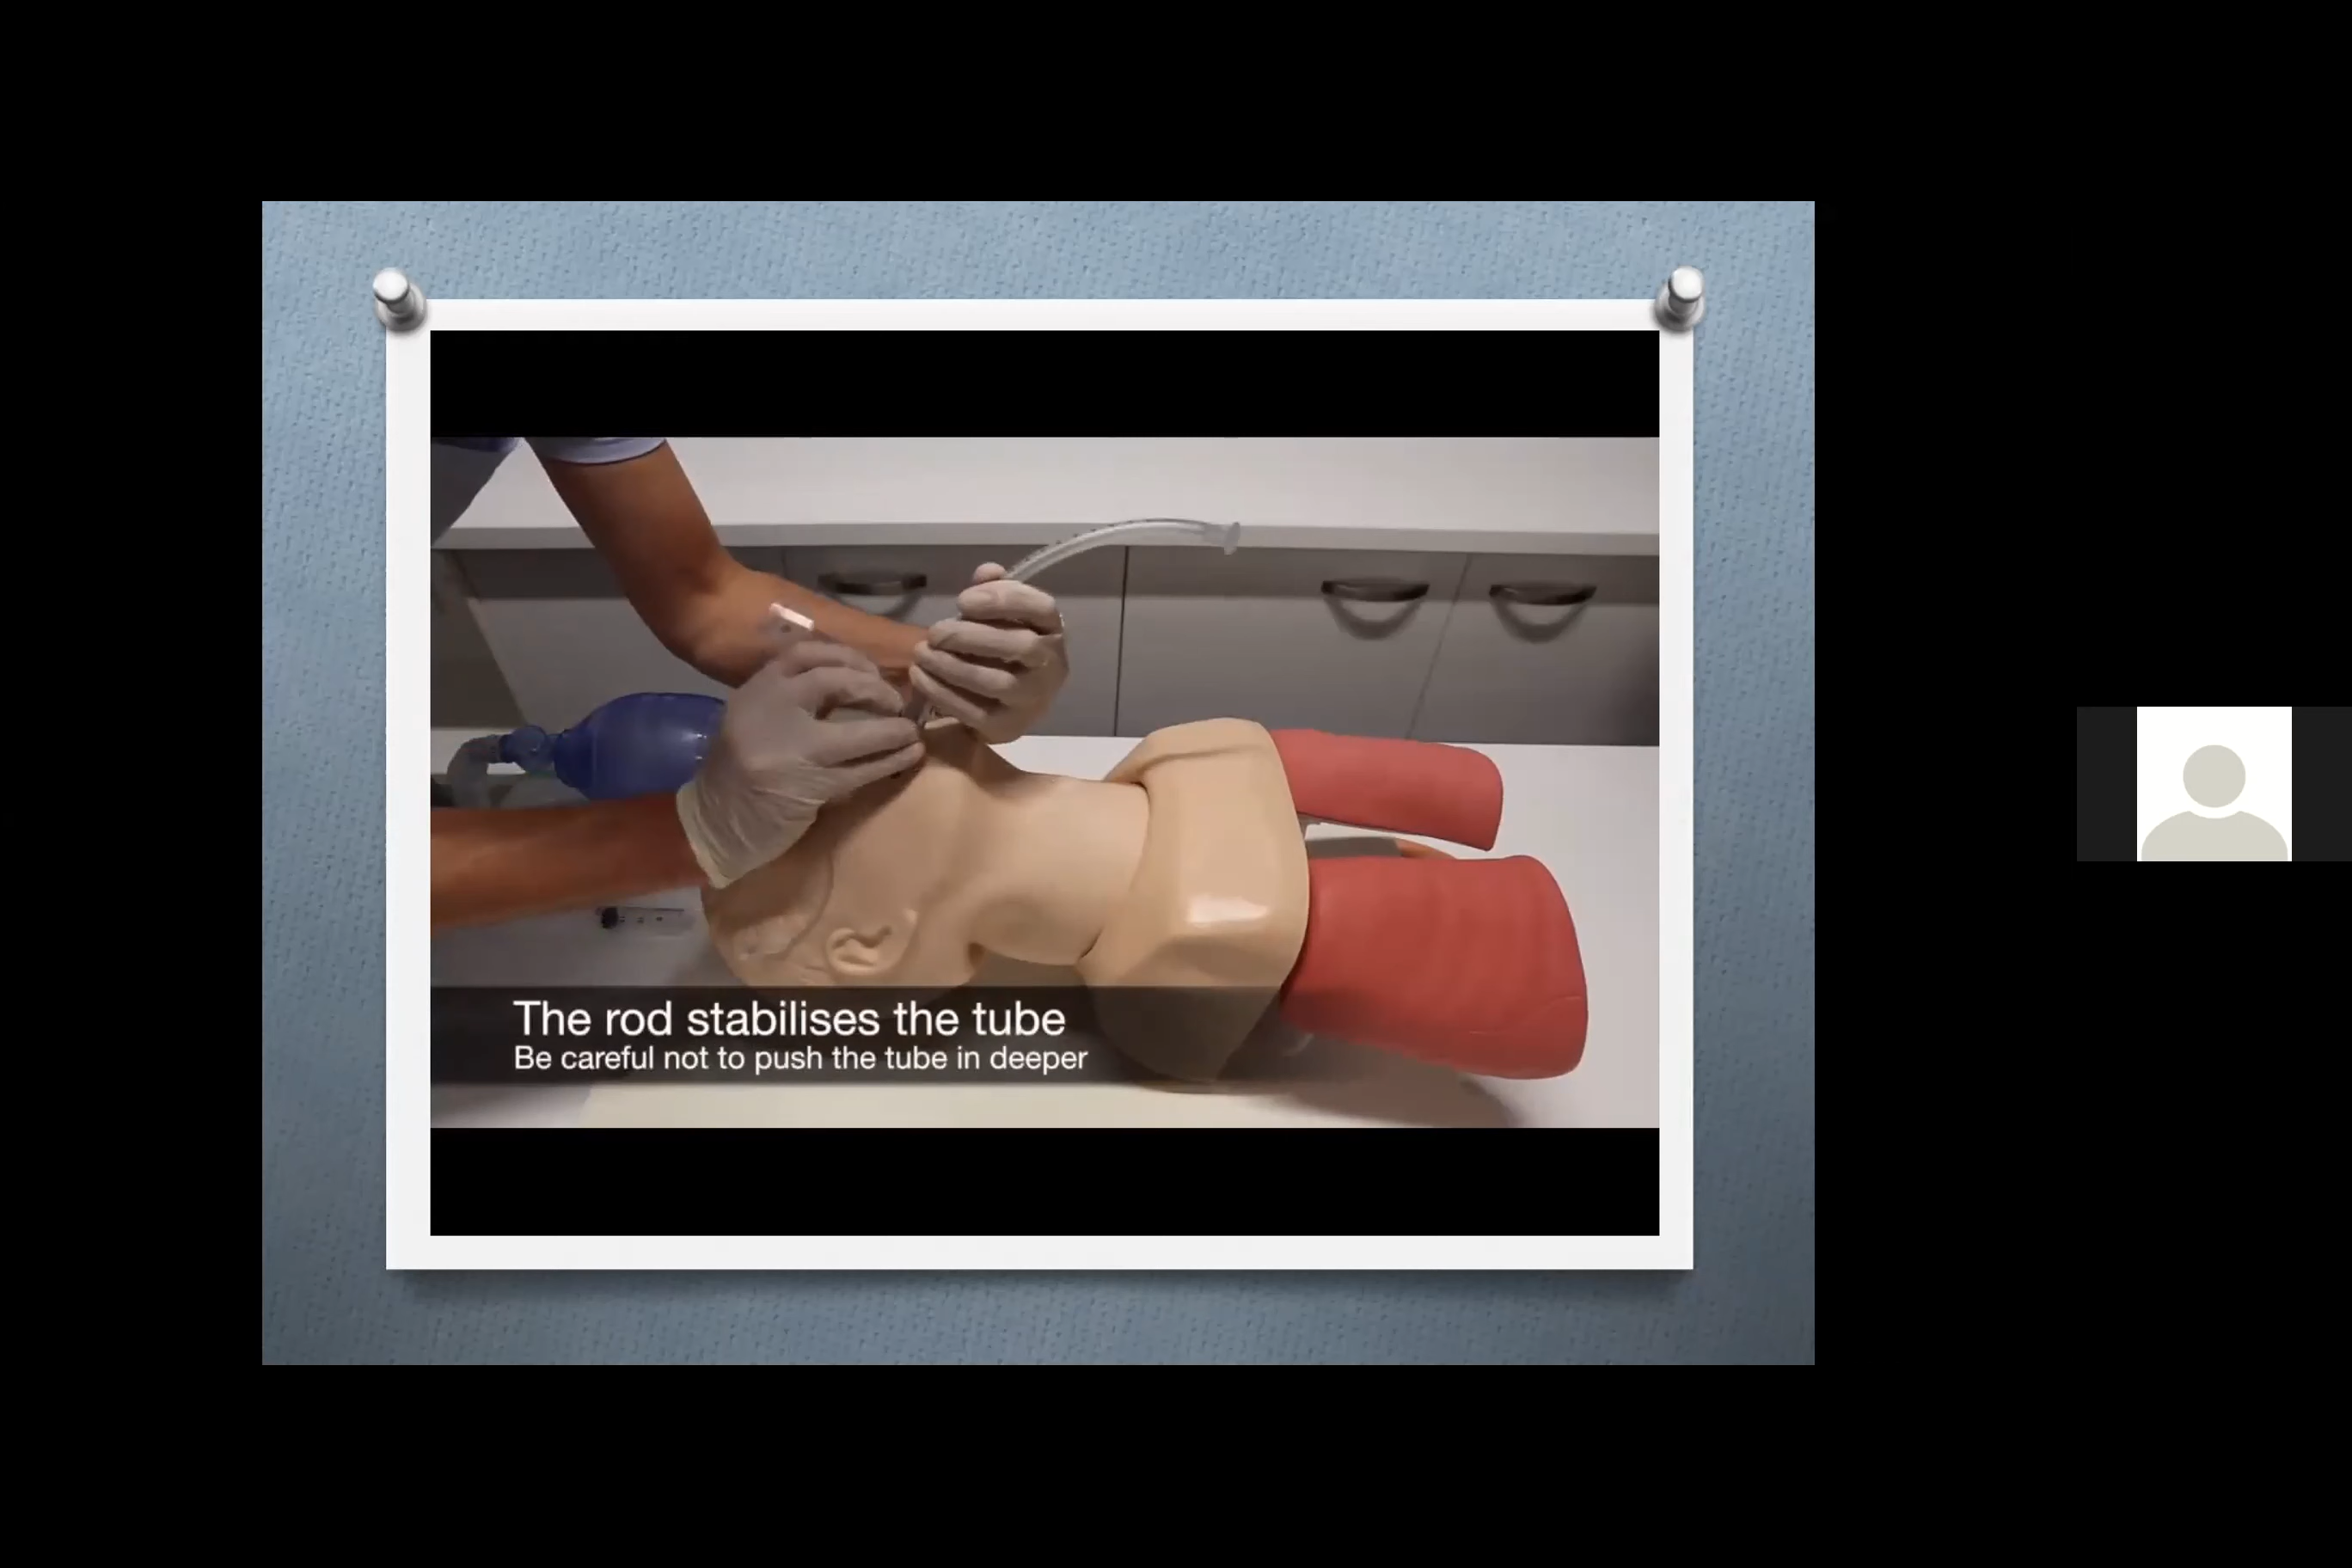 The rod stabilises the tube
Be careful not to push the tube in deeper